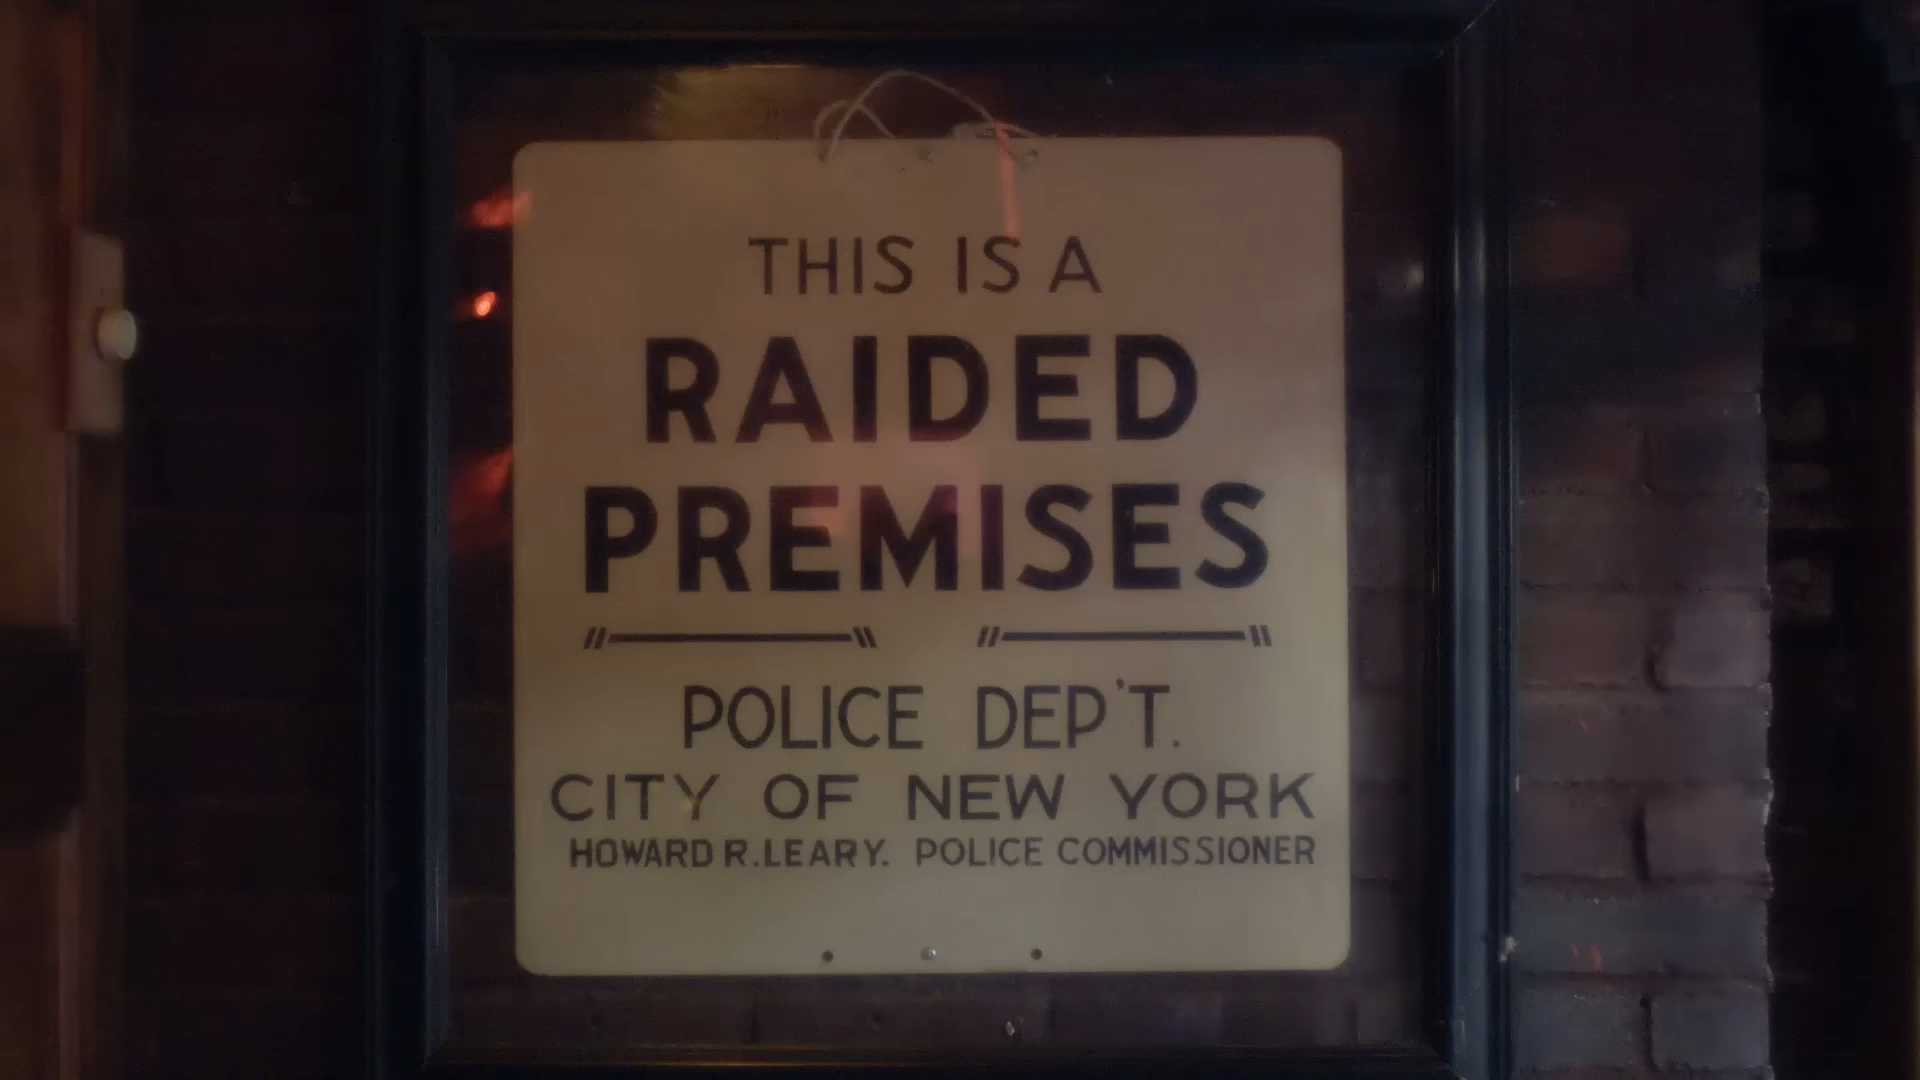 THIS IS A
RAIDED
PREMISES
POLICE DEP'T.
CITY OF NEW YORK
HOWARD R.LEARY. POLICE COMMISSIONER